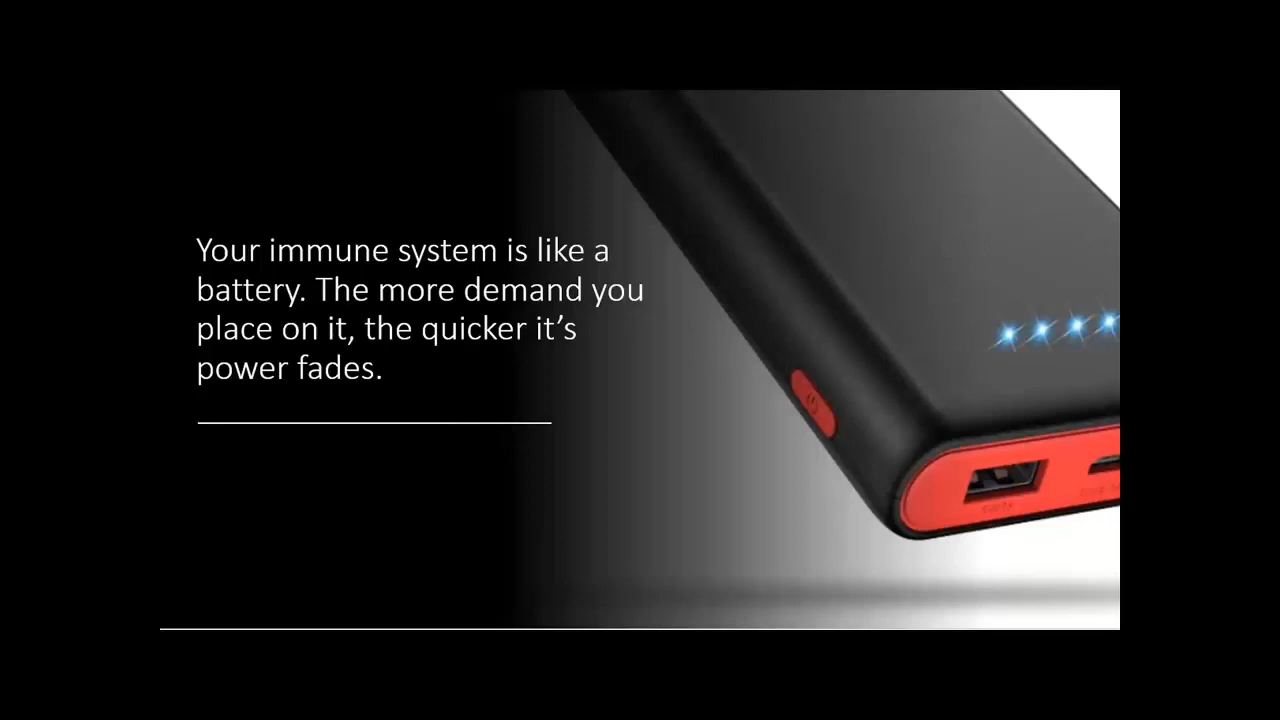 Your immune system is like a
battery. The more demand you
place on it, the quicker it’s
power fades.